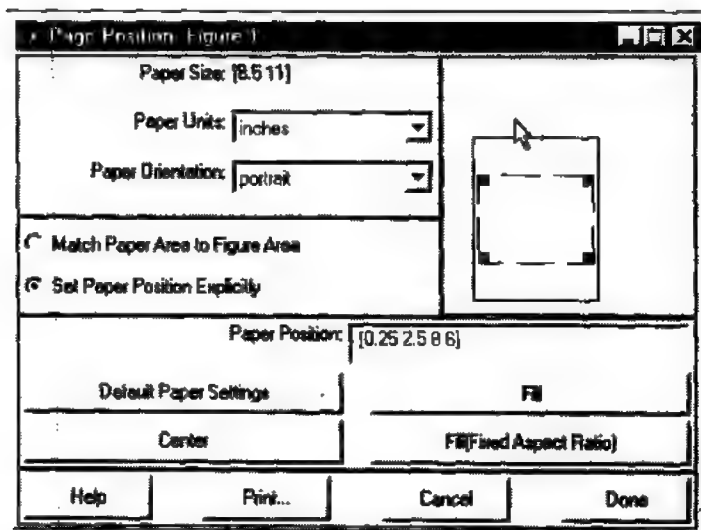 Page Position: Figure 1
Paper Size: [8.5 11]
Paper Units: inches
Paper Orientation: portrait
Match Paper Area to Figure Area
Set Paper Position Explicitly
Paper Position: [0.25 2.5 8 6]
Default Paper Settings Fill
Center Fill(Fixed Aspect Ratio)
Help Print... Cancel Done